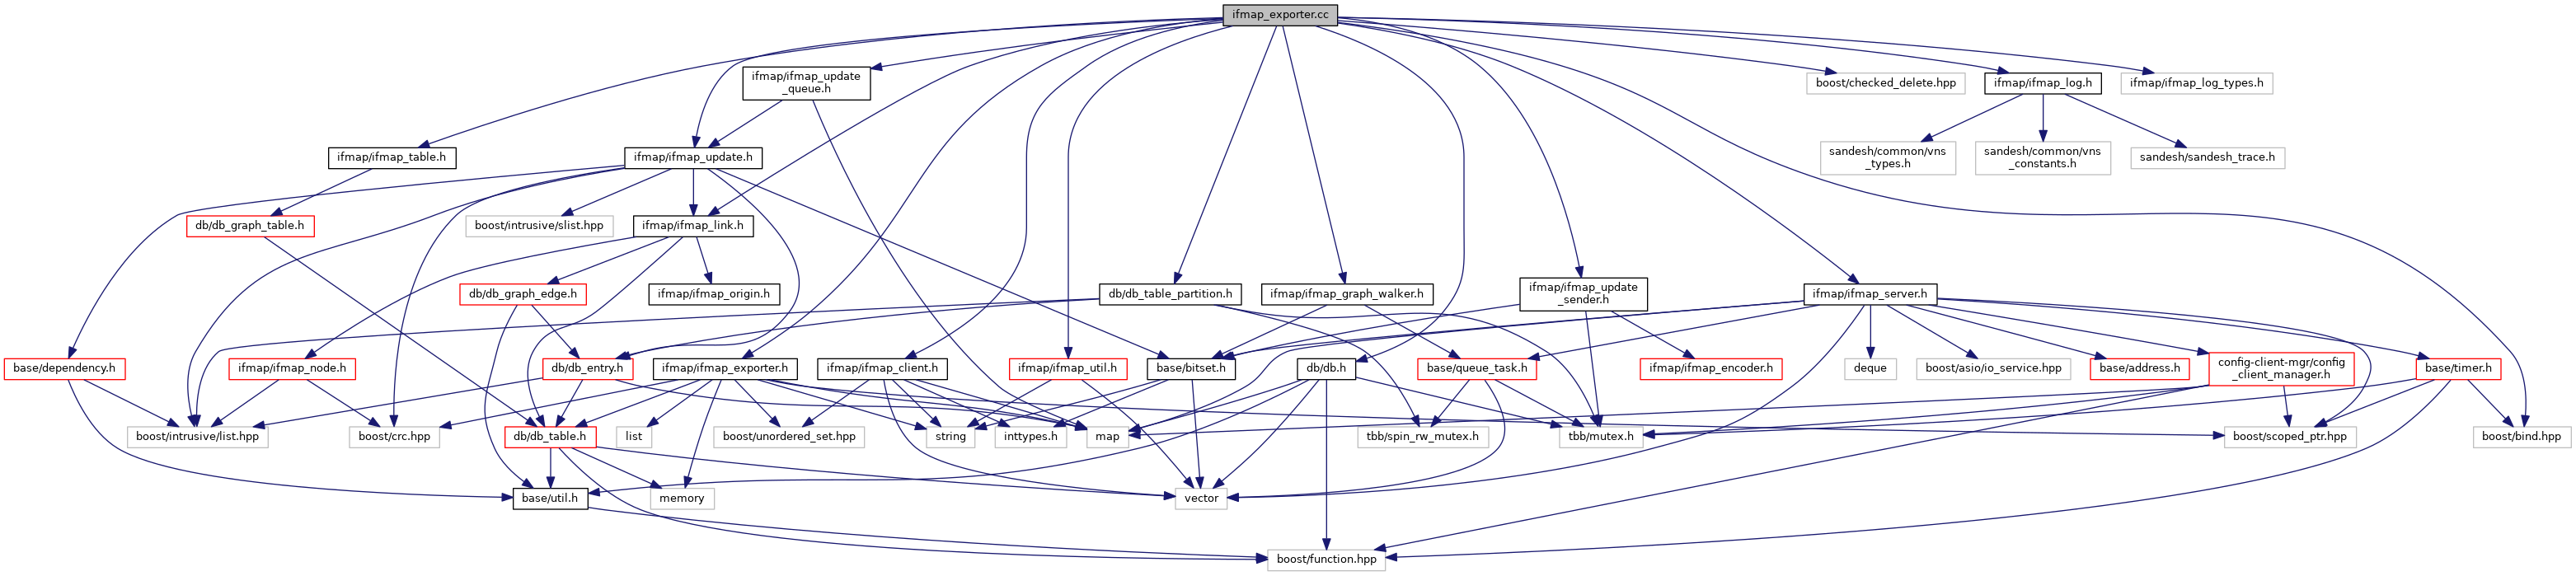 ifmap_exporter.cc
ifmap/ifmap_update
_queue.h
boost/checked_delete.hpp
ifmap/ifmap_log.h
ifmap/ifmap_log_types.h
ifmap/ifmap_table.h
ifmap/ifmap_update.h
sandesh/common/vns
_types.h
sandesh/common/vns
_constants.h
sandesh/sandesh_trace.h
db/db_graph_table.h
boost/intrusive/slist.hpp
ifmap/ifmap_link.h
db/db_graph_edge.h
ifmap/ifmap_origin.h
db/db_table_partition.h
ifmap/ifmap_graph_walker.h
ifmap/ifmap_update
_sender.h
ifmap/ifmap_server.h
base/dependency.h
ifmap/ifmap_node.h
db/db_entry.h
ifmap/ifmap_exporter.h
ifmap/ifmap_client.h
ifmap/ifmap_util.h
base/bitset.h
db/db.h
base/queue_task.h
ifmap/ifmap_encoder.h
deque
boost/asio/io_service.hpp
base/address.h
config-client-mgr/config
_client_manager.h
base/timer.h
boost/intrusive/list.hpp
boost/crc.hpp
db/db_table.h
list
boost/unordered_set.hpp
string
inttypes.h
map
tbb/spin_rw_mutex.h
tbb/mutex.h
boost/scoped_ptr.hpp
boost/bind.hpp
base/util.h
memory
vector
boost/function.hpp